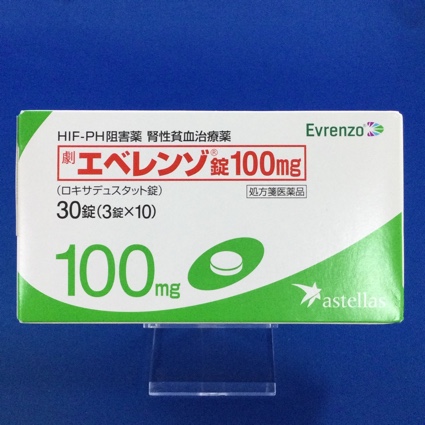 HIF-PH阻害薬 腎性貧血治療薬
Evrenzo
劇 エベレンゾ®錠100mg
(ロキサデュスタット錠)
処方箋医薬品
30錠(3錠×10)
100mg
astellas